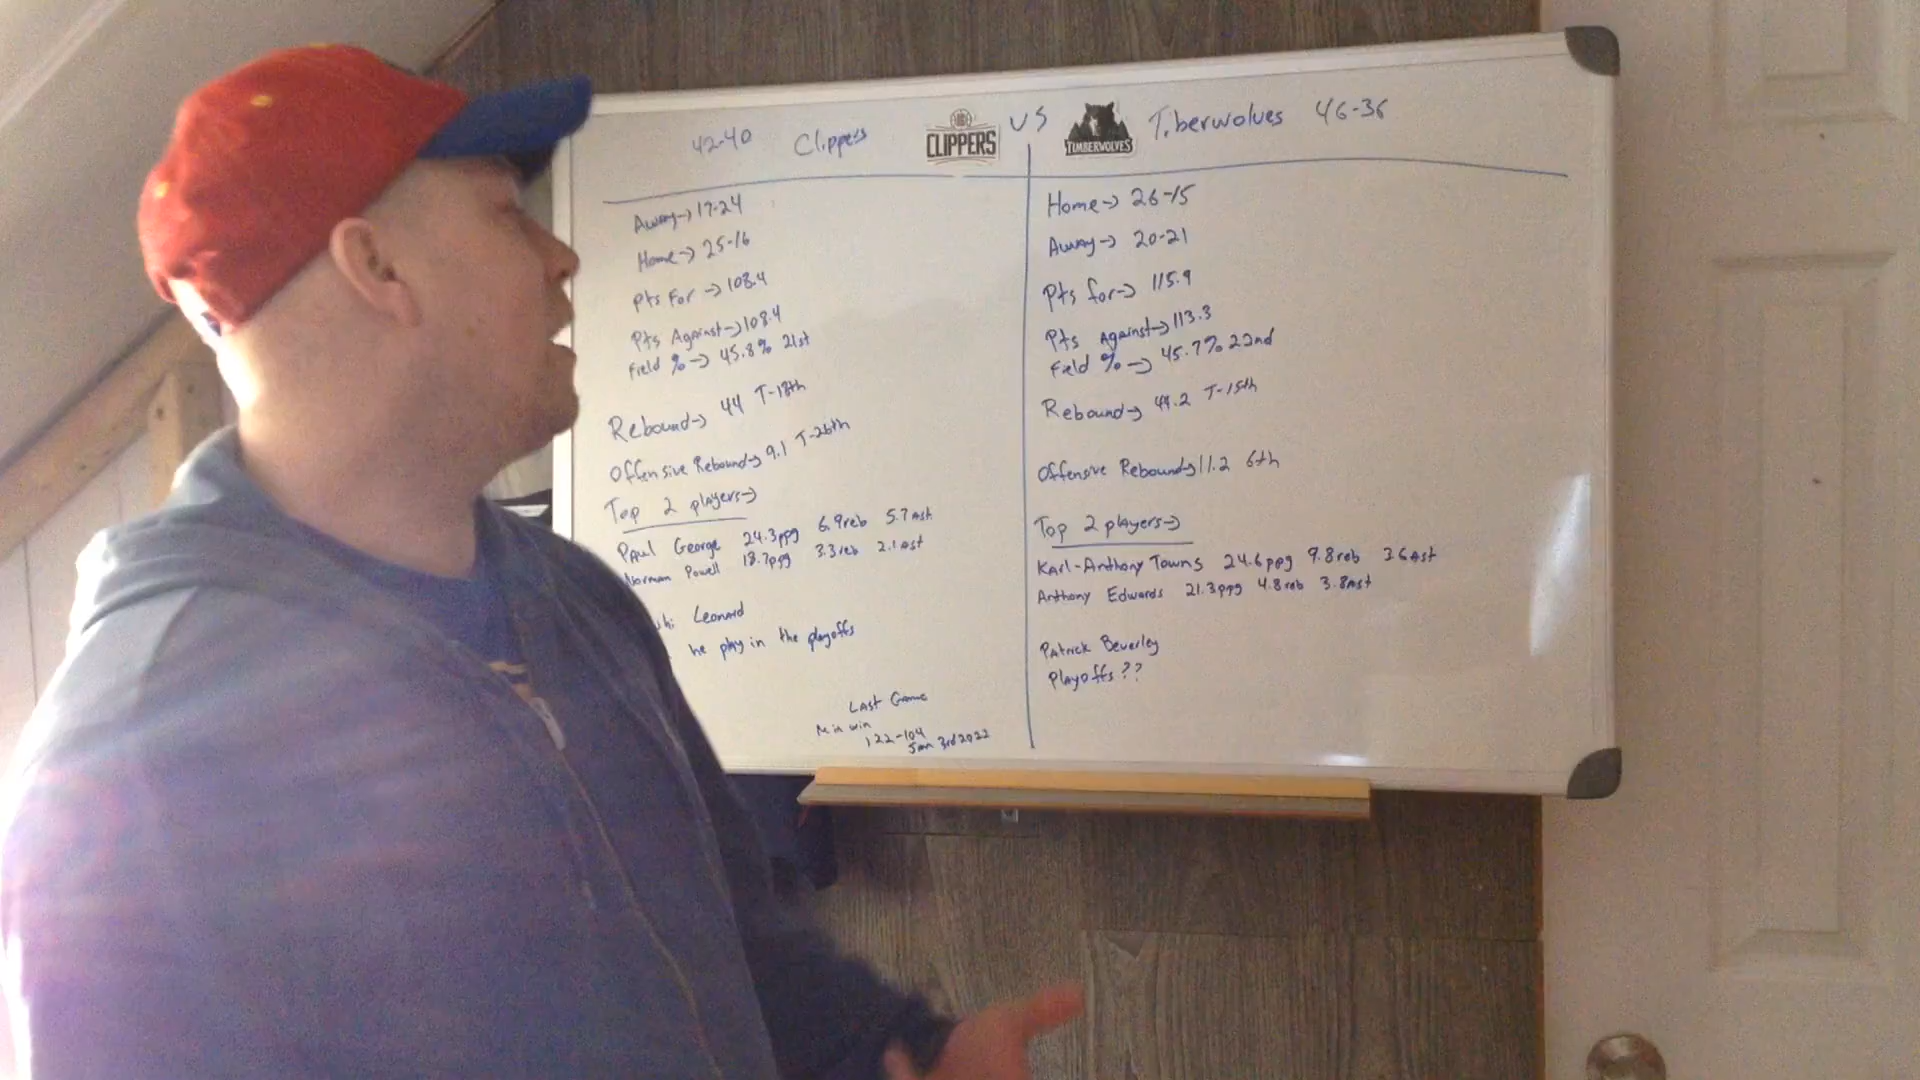 42-40 Clippers CLIPPERS VS TIMBERWOLVES Tiberwolves 46-36
Away→ 17-24
Home→ 25-16
Pts For → 108.4
Pts Against→ 108.4
Field % → 45.8% 21st
Rebound→ 44 T-18th
Offensive Rebound→ 9.1 T-26th
Top 2 players→
Paul George 24.3ppg 6.9reb 5.7Ast
Norman Powell 18.7ppg 3.3reb 2.1Ast
Leonard
he play in the playoffs
Last Game
Min win
122-104
Jan 3rd 2022
Home→ 26-15
Away→ 20-21
Pts for→ 115.9
Pts Against→ 113.3
Field % → 45.7% 22nd
Rebound→ 44.2 T-15th
Offensive Rebound→ 11.2 6th
Top 2 players→
Karl-Anthony Towns 24.6ppg 9.8reb 3.6Ast
Anthony Edwards 21.3ppg 4.8reb 3.8Ast
Patrick Beverley
Playoffs??